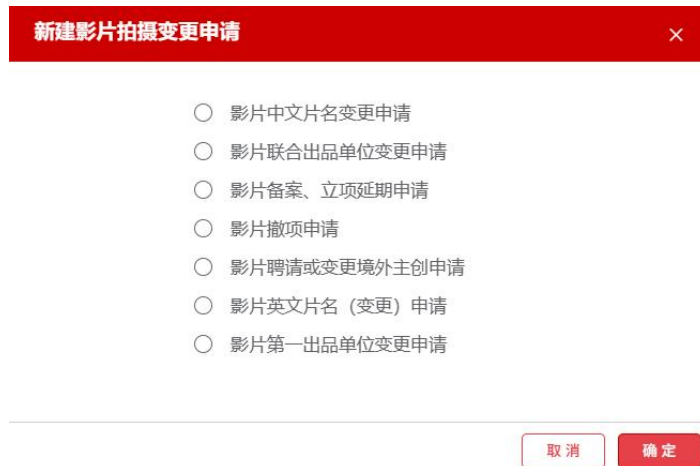 新建影片拍摄变更申请
影片中文片名变更申请
影片联合出品单位变更申请
影片备案、立项延期申请
影片撤项申请
影片聘请或变更境外主创申请
影片英文片名（变更）申请
影片第一出品单位变更申请
取消 确定